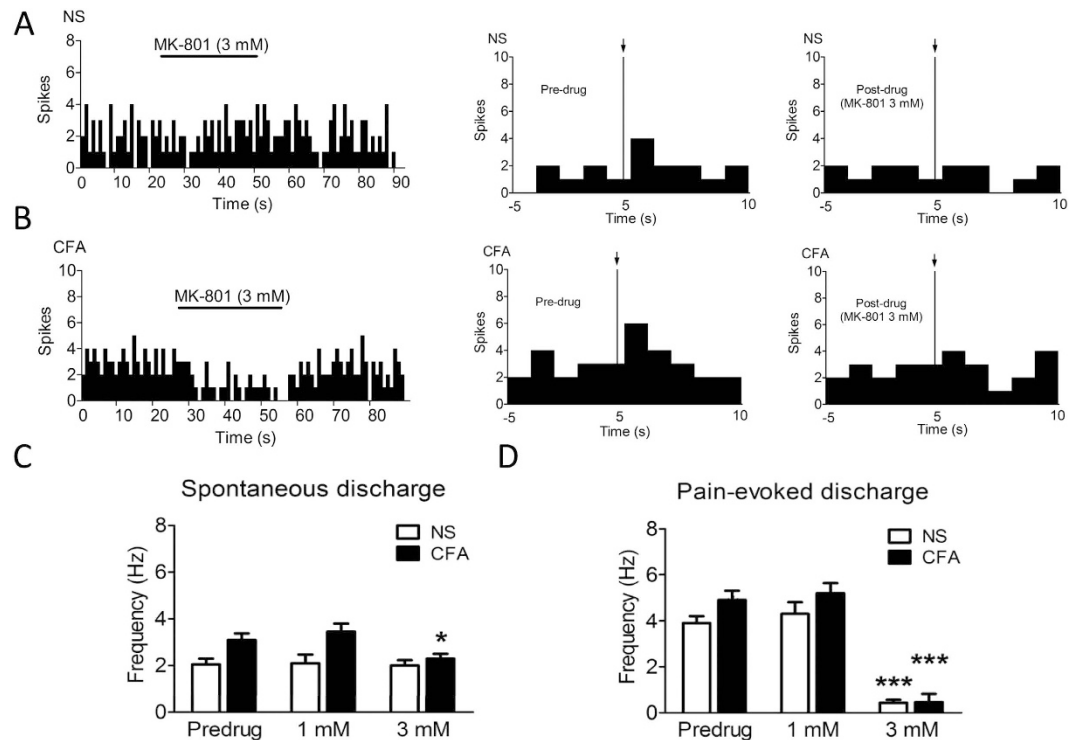 A
NS
8
6
4
2
0
Spikes
MK-801 (3 mM)
0 10 20 30 40 50 60 70 80 90
Time (s)
NS
10
8
6
4
2
0
Spikes
Pre-drug
-5 5 10
Time (s)
NS
10
8
6
4
2
0
Spikes
Post-drug
(MK-801 3 mM)
-5 5 10
Time (s)
B
CFA
10
8
6
4
2
0
Spikes
MK-801 (3 mM)
0 10 20 30 40 50 60 70 80
Time (s)
CFA
10
8
6
4
2
0
Spikes
Pre-drug
-5 5 10
Time (s)
CFA
10
8
6
4
2
0
Spikes
Post-drug
(MK-801 3 mM)
-5 5 10
Time (s)
C
Spontaneous discharge
8
6
4
2
0
Frequency (Hz)
NS
CFA
*
Predrug 1 mM 3 mM
D
Pain-evoked discharge
8
6
4
2
0
Frequency (Hz)
NS
CFA
*** ***
Predrug 1 mM 3 mM